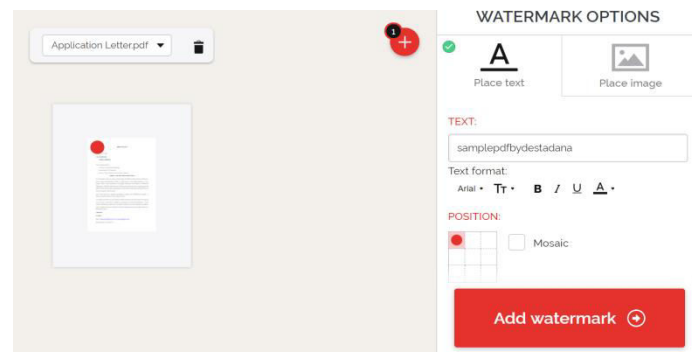 WATERMARK OPTIONS
Application Letter.pdf
1
A
Place text
Place image
TEXT:
samplepdfbydestadana
Text format:
Arial
TT
B I U A
POSITION:
Mosaic
Add watermark